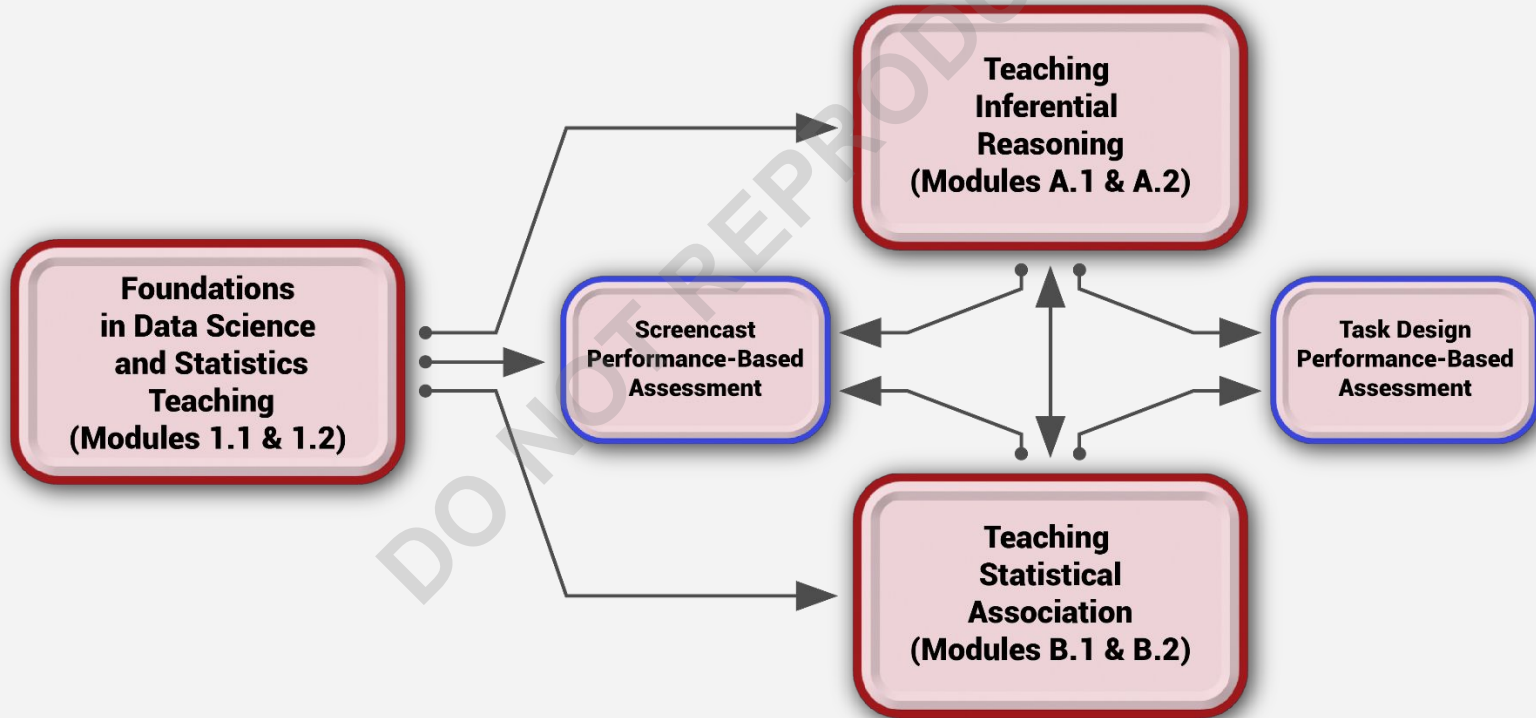 Teaching
Inferential
Reasoning
(Modules A.1 & A.2)
Foundations
in Data Science
and Statistics
Teaching
(Modules 1.1 & 1.2)
Screencast
Performance-Based
Assessment
Task Design
Performance-Based
Assessment
Teaching
Statistical
Association
(Modules B.1 & B.2)
DO NOT REPRODU